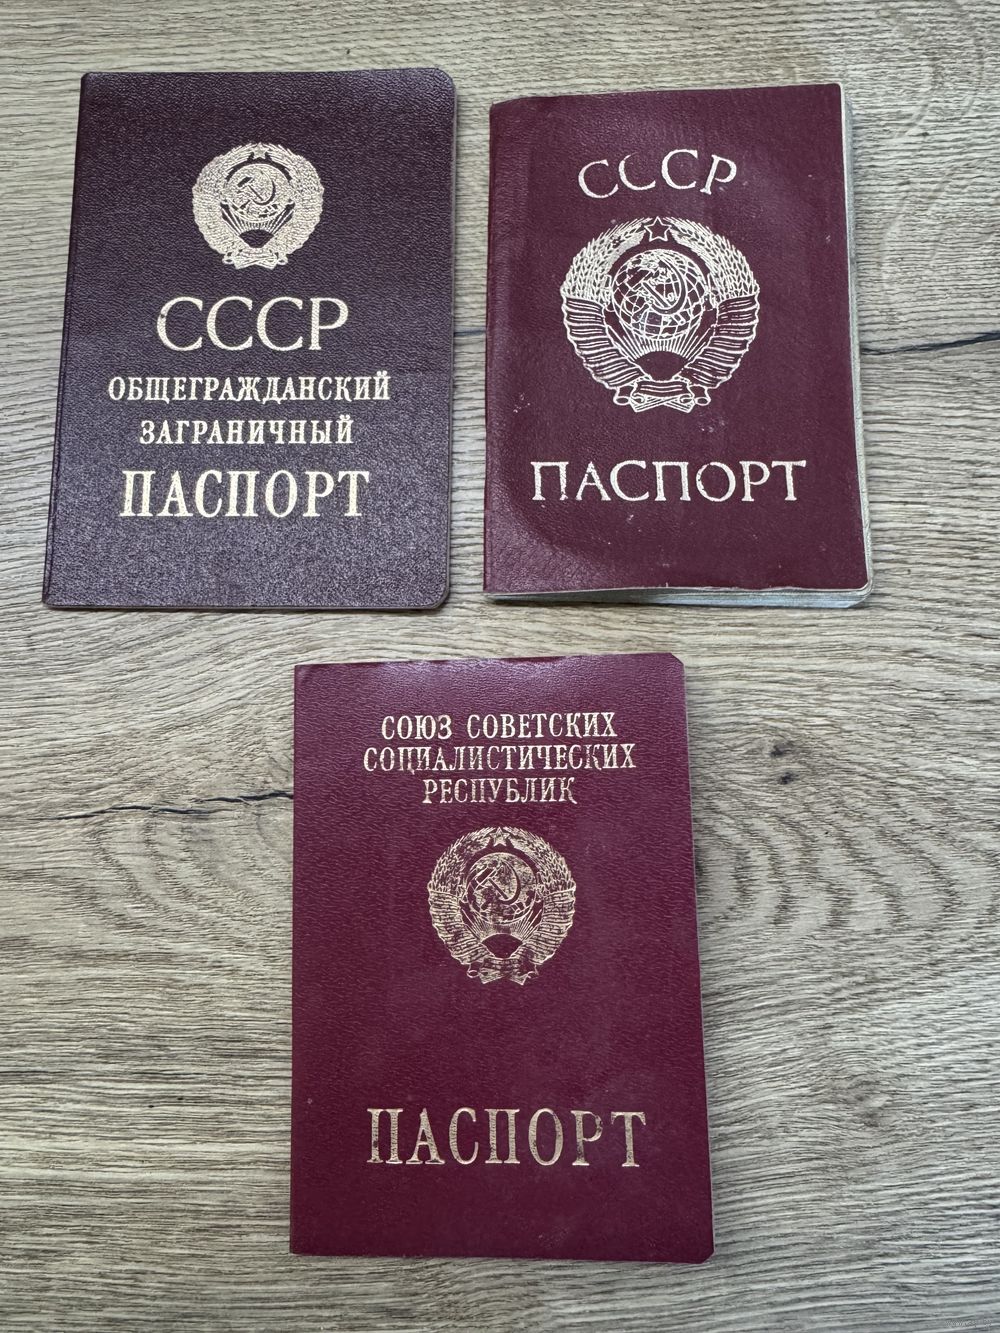 СССР
ОБЩЕГРАЖДАНСКИЙ
ЗАГРАНИЧНЫЙ
ПАСПОРТ
СССР
ПАСПОРТ
СОЮЗ СОВЕТСКИХ
СОЦИАЛИСТИЧЕСКИХ
РЕСПУБЛИК
ПАСПОРТ